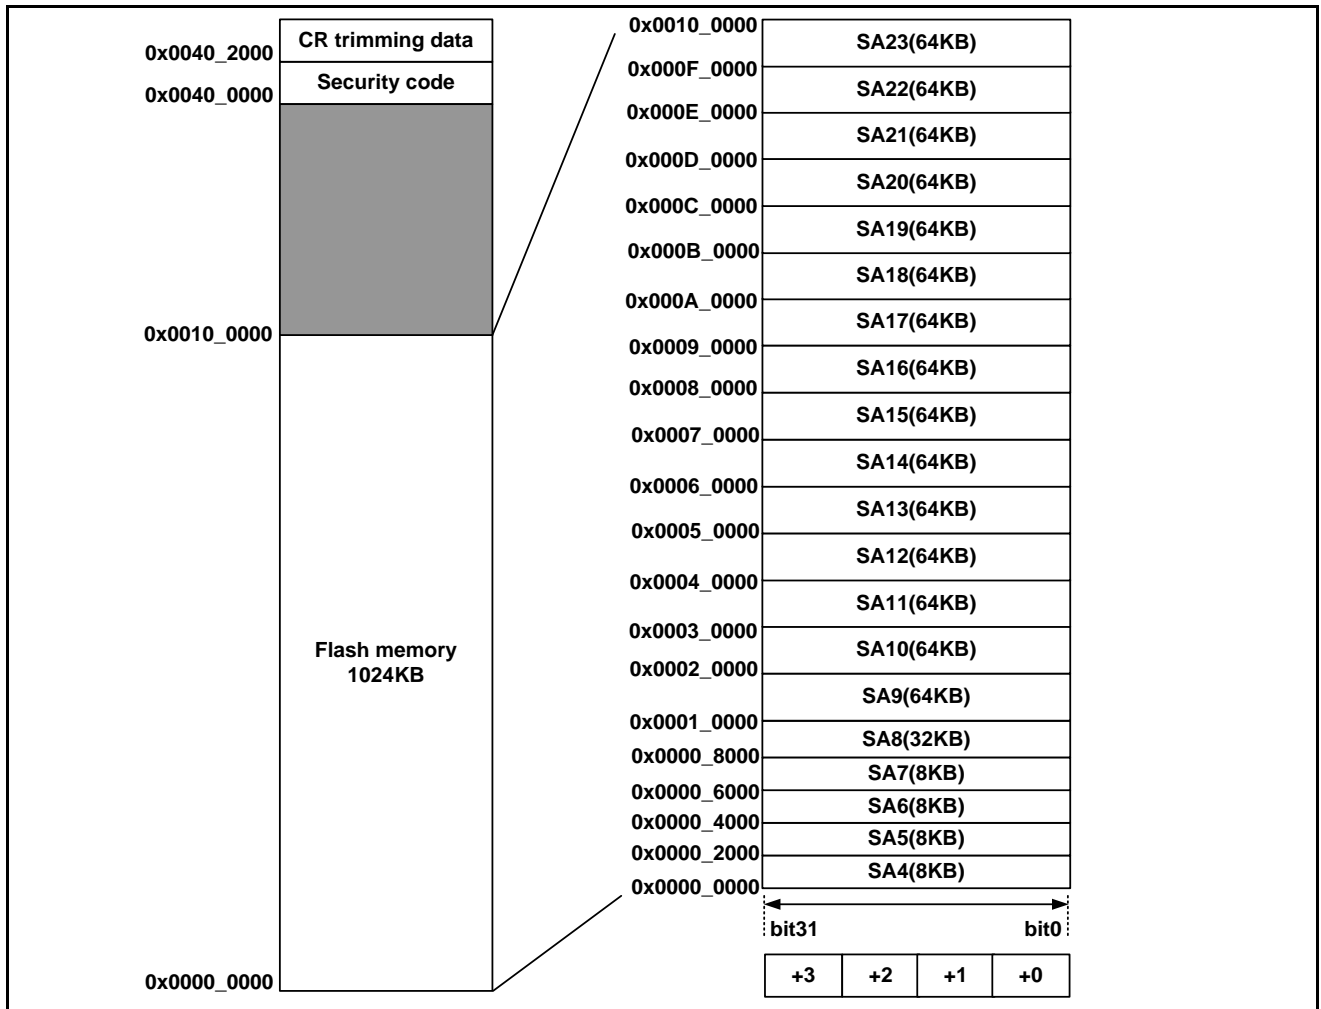 CR trimming data
0x0040_2000
Security code
0x0040_0000
0x0010_0000
Flash memory
1024KB
0x0000_0000
0x0010_0000
SA23(64KB)
0x000F_0000
SA22(64KB)
0x000E_0000
SA21(64KB)
0x000D_0000
SA20(64KB)
0x000C_0000
SA19(64KB)
0x000B_0000
SA18(64KB)
0x000A_0000
SA17(64KB)
0x0009_0000
SA16(64KB)
0x0008_0000
SA15(64KB)
0x0007_0000
SA14(64KB)
0x0006_0000
SA13(64KB)
0x0005_0000
SA12(64KB)
0x0004_0000
SA11(64KB)
0x0003_0000
SA10(64KB)
0x0002_0000
SA9(64KB)
0x0001_0000
SA8(32KB)
0x0000_8000
SA7(8KB)
0x0000_6000
SA6(8KB)
0x0000_4000
SA5(8KB)
0x0000_2000
SA4(8KB)
0x0000_0000
bit31 bit0
+3 +2 +1 +0